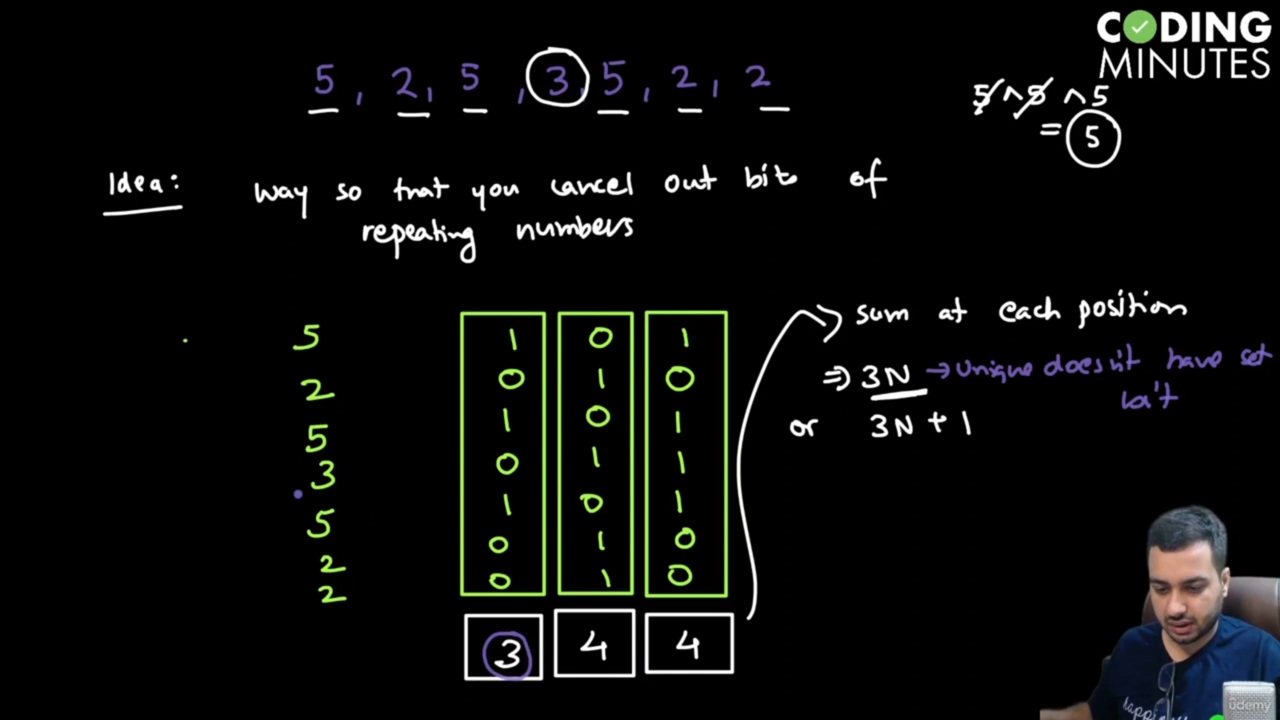 CODING
MINUTES
5, 2, 5, 3, 5, 2, 2
5 ^ 5 ^ 5
= 5
Idea: way so that you cancel out bits of
repeating numbers
5 1 0 1
2 0 1 0
5 1 0 1
3 0 1 1
5 1 0 1
2 0 1 0
2 0 1 0
3 4 4
sum at each position
⇒ 3N → Unique doesn't have set
bit
or 3N + 1
happiness
udemy